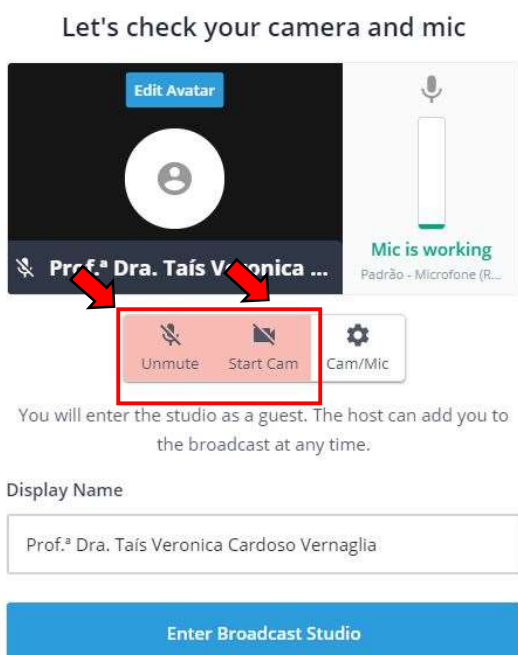 Let's check your camera and mic
Edit Avatar
Prof.ª Dra. Taís Veronica ...
Mic is working
Padrão - Microfone (R...
Unmute
Start Cam
Cam/Mic
You will enter the studio as a guest. The host can add you to
the broadcast at any time.
Display Name
Prof.ª Dra. Taís Veronica Cardoso Vernaglia
Enter Broadcast Studio